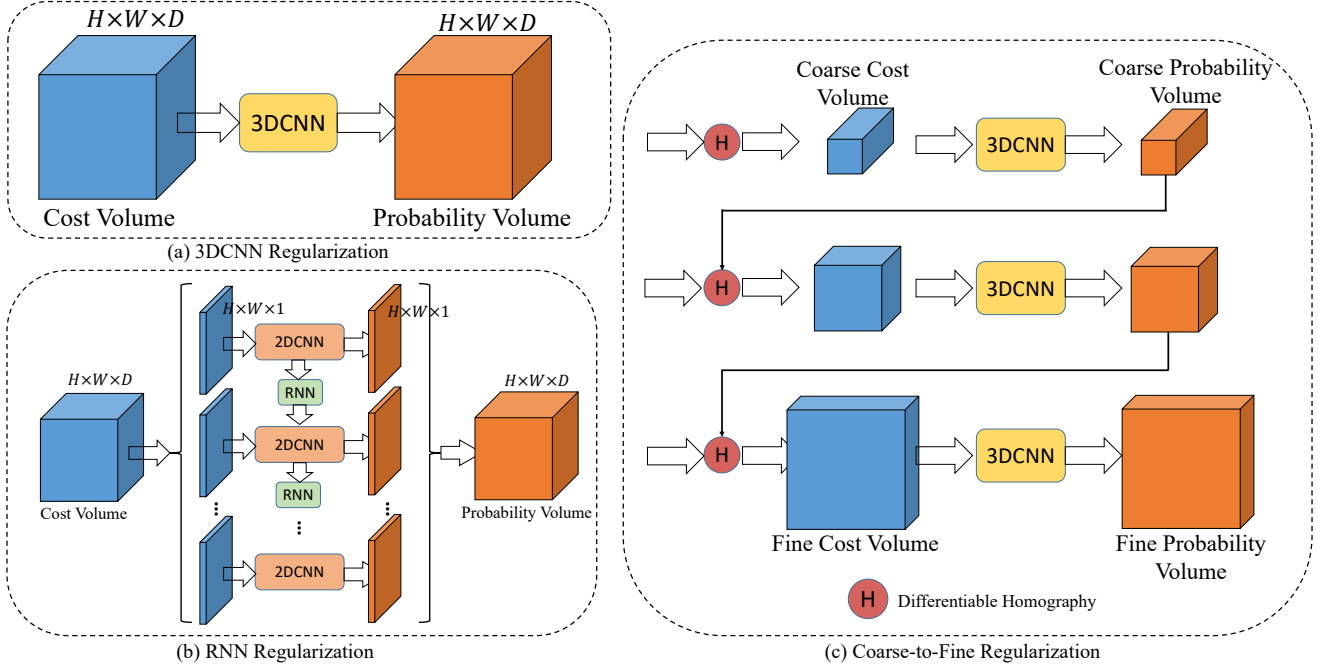 H×W×D
H×W×D
3DCNN
Cost Volume
Probability Volume
(a) 3DCNN Regularization
H×W×1
H×W×1
2DCNN
RNN
H×W×D
H×W×D
2DCNN
RNN
Cost Volume
Probability Volume
2DCNN
(b) RNN Regularization
Coarse Cost
Volume
Coarse Probability
Volume
H
3DCNN
H
3DCNN
H
3DCNN
Fine Cost Volume
Fine Probability
Volume
H
Differentiable Homography
(c) Coarse-to-Fine Regularization